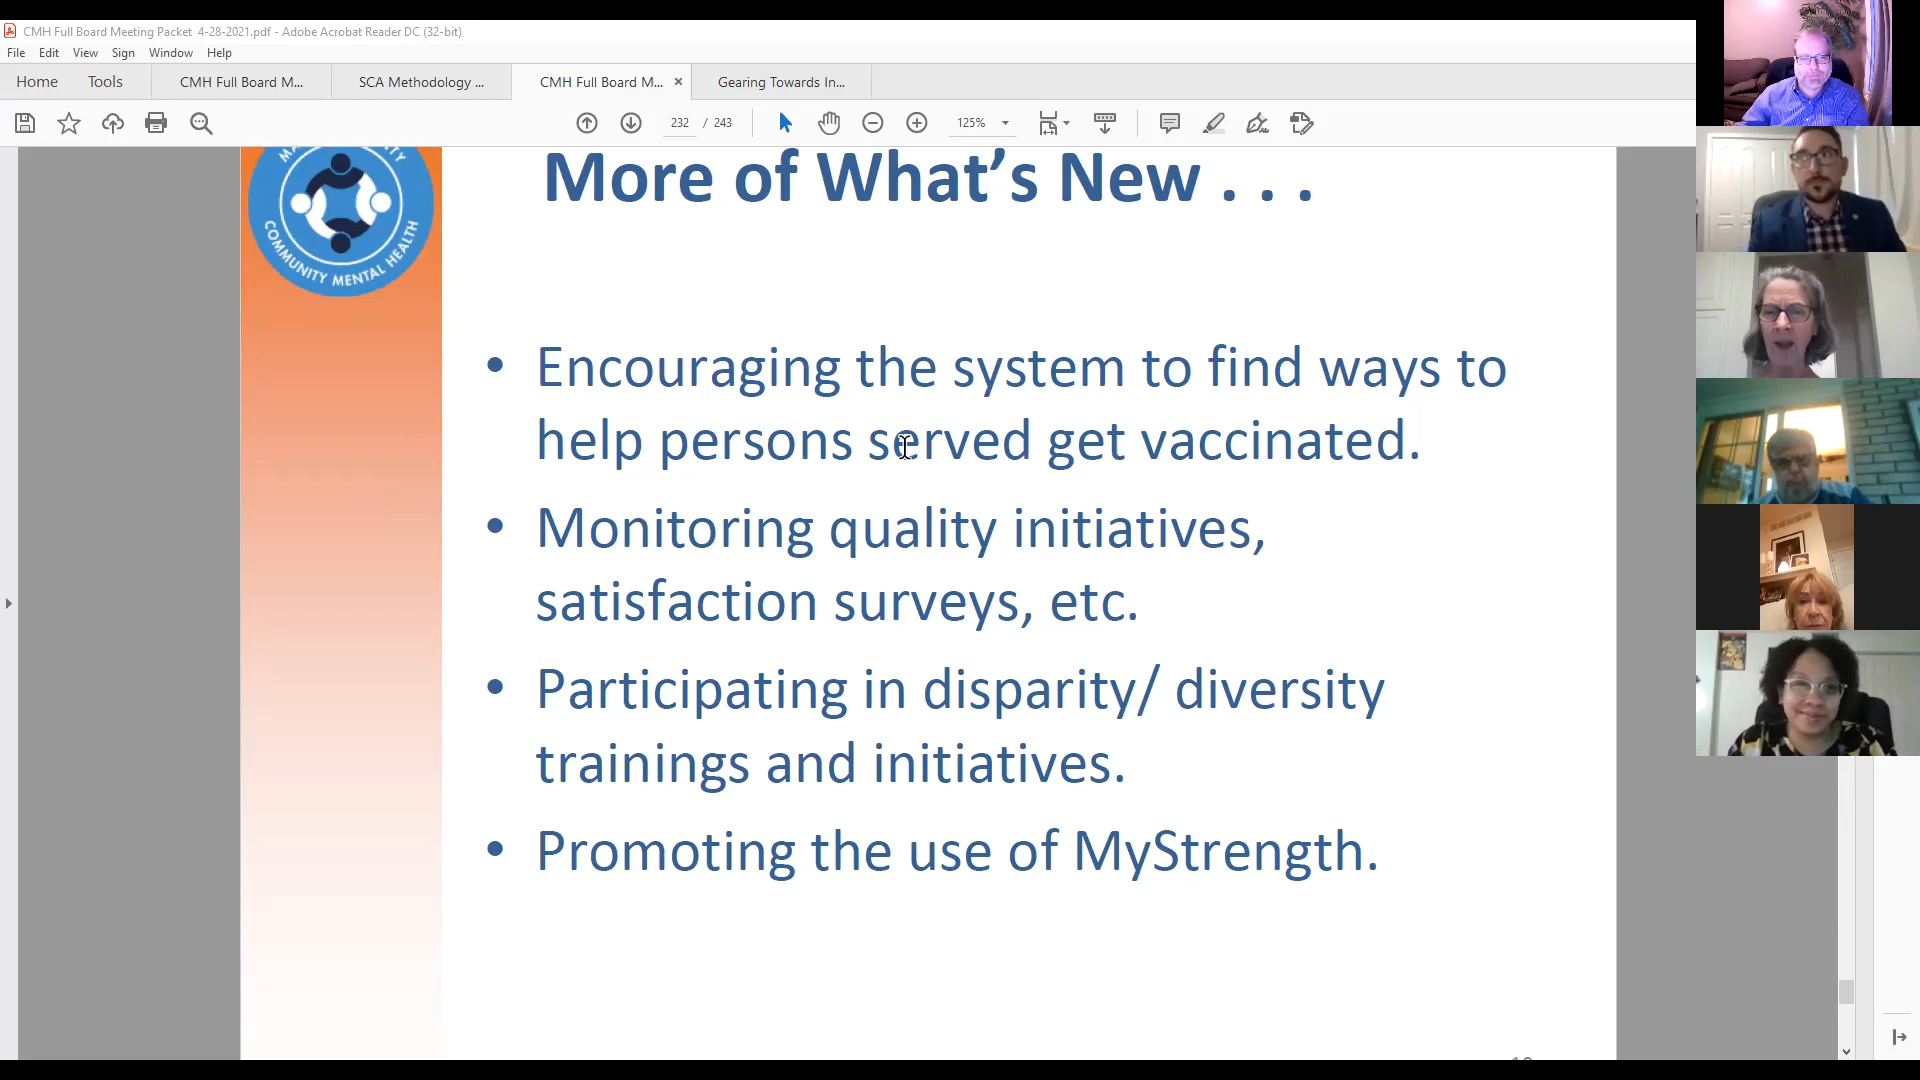 CMH Full Board Meeting Packet 4-28-2021.pdf - Adobe Acrobat Reader DC (32-bit)
File Edit View Sign Window Help
Home Tools CMH Full Board M... SCA Methodology ... CMH Full Board M... × Gearing Towards In...
232 / 243 125%
COMMUNITY MENTAL HEALTH
More of What's New . . .
• Encouraging the system to find ways to
help persons served get vaccinated.
• Monitoring quality initiatives,
satisfaction surveys, etc.
• Participating in disparity/ diversity
trainings and initiatives.
• Promoting the use of MyStrength.